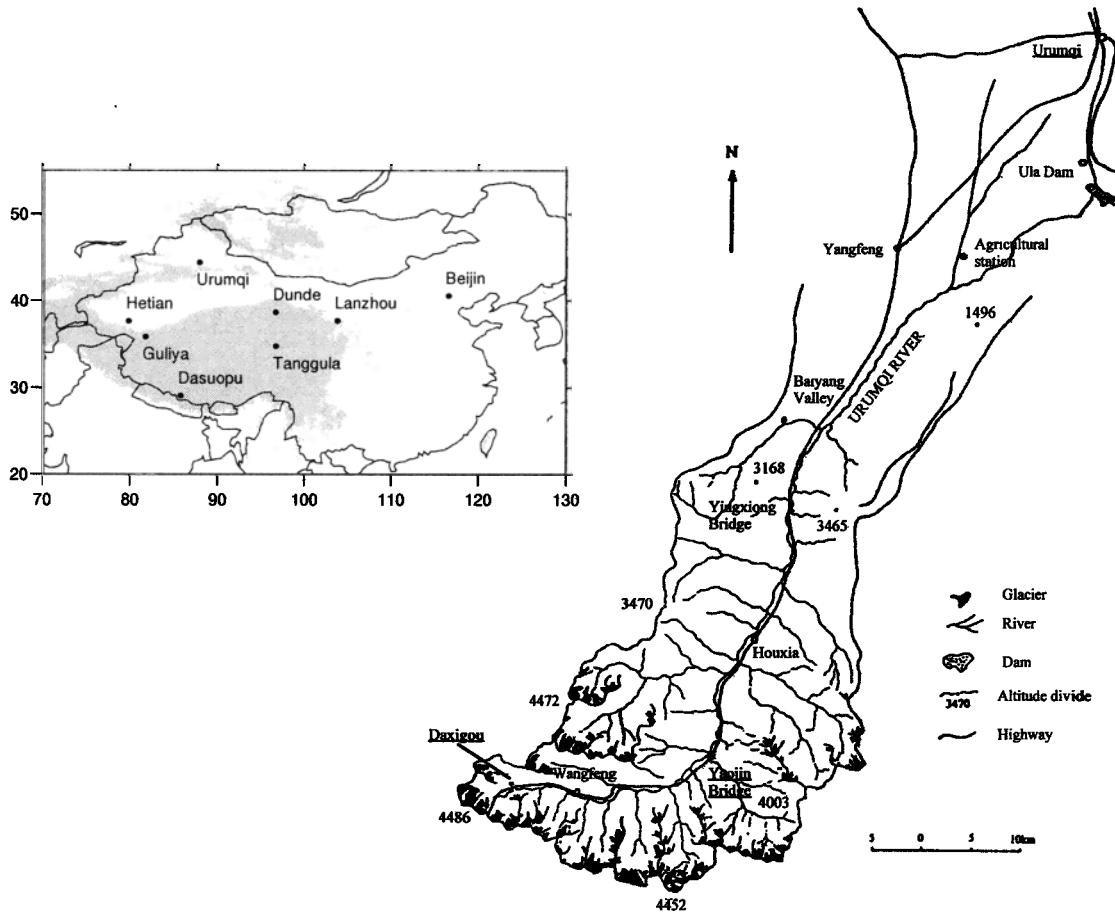 50
40
30
20
70
80
90
100
110
120
130
Urumqi
Hetian
Dunde
Lanzhou
Beijin
Guliya
Tanggula
Dasuopu
N
Urumqi
Ula Dam
Yangfeng
Agricultural
station
1496
URUMQI RIVER
Baiyang
Valley
3168
Yingxiong
Bridge
3465
3470
Houxia
4472
Daxigou
Wangfeng
Yaojin
Bridge
4003
4486
4452
Glacier
River
Dam
3470
Altitude divide
Highway
5
0
5
10km